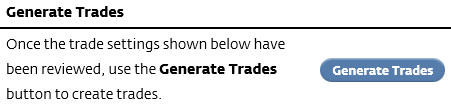 Generate Trades
Once the trade settings shown below have
been reviewed, use the Generate Trades
button to create trades.
Generate Trades